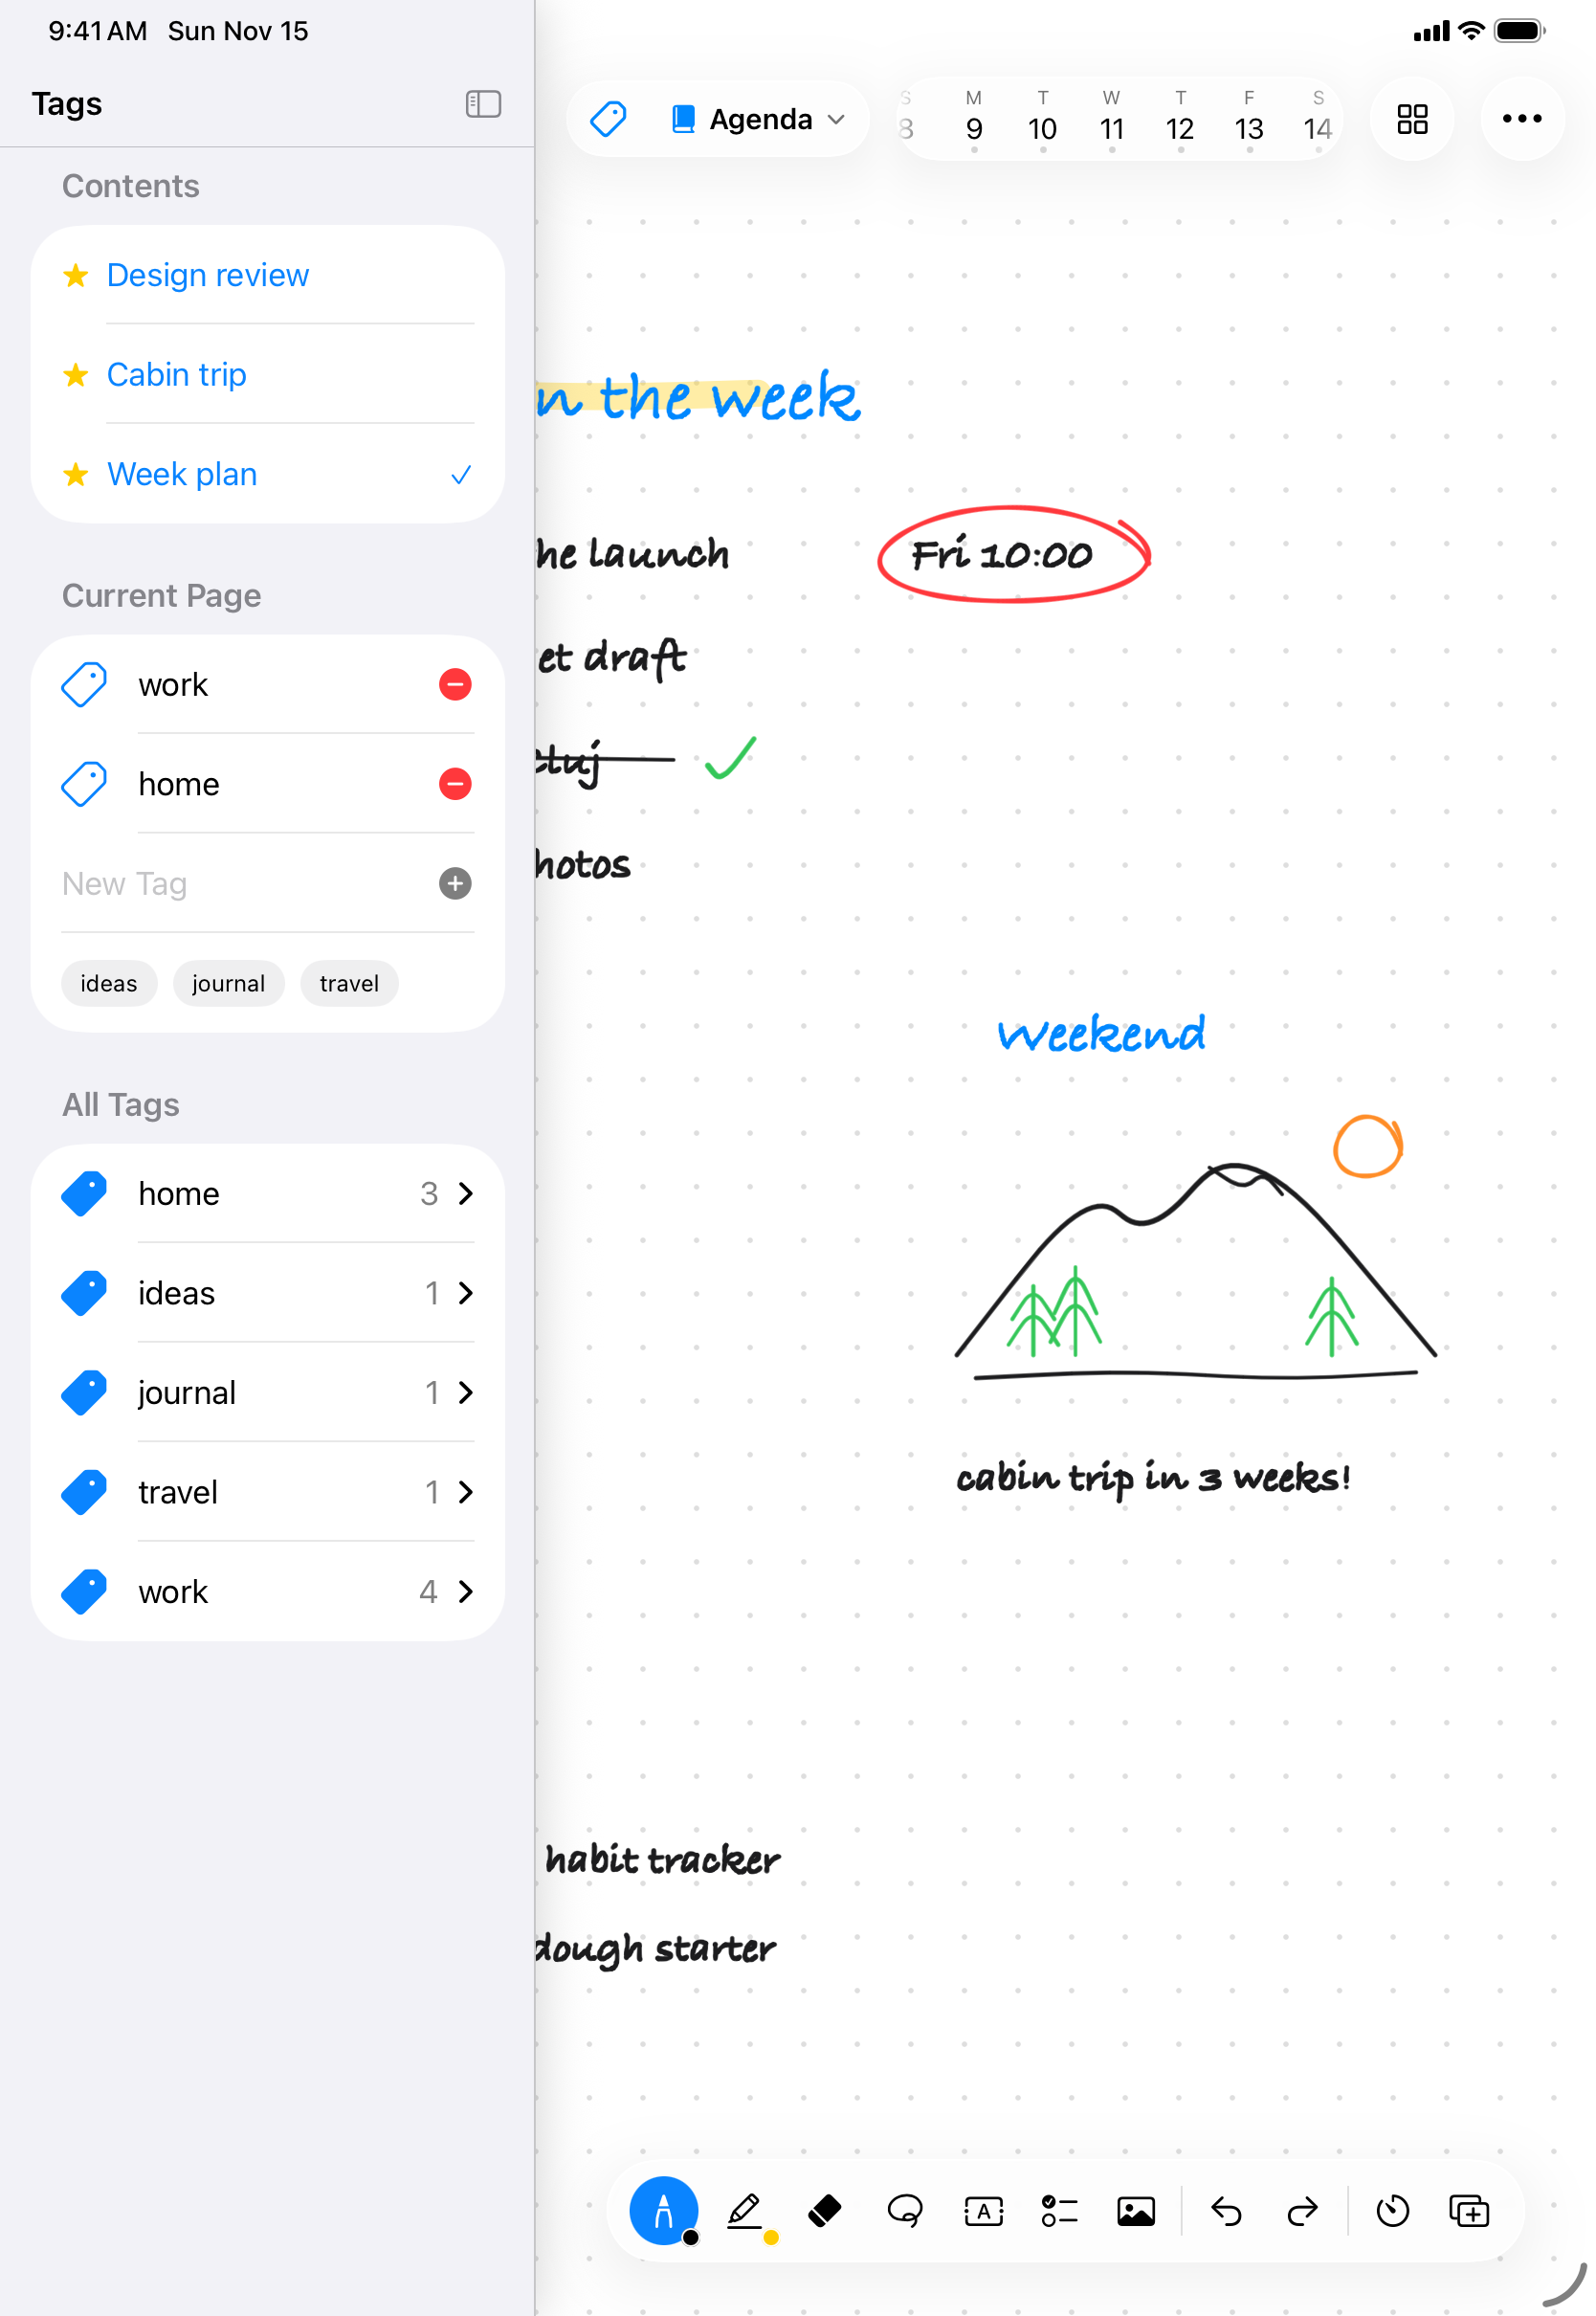 9:41 AM Sun Nov 15
Tags
Contents
Design review
Cabin trip
Week plan
Current Page
work
home
New Tag
ideas journal travel
All Tags
home 3
ideas 1
journal 1
travel 1
work 4
Agenda
S M T W T F S
8 9 10 11 12 13 14
n the week
he launch Fri 10:00
et draft
hotos
Weekend
cabin trip in 3 weeks!
habit tracker
dough starter
A